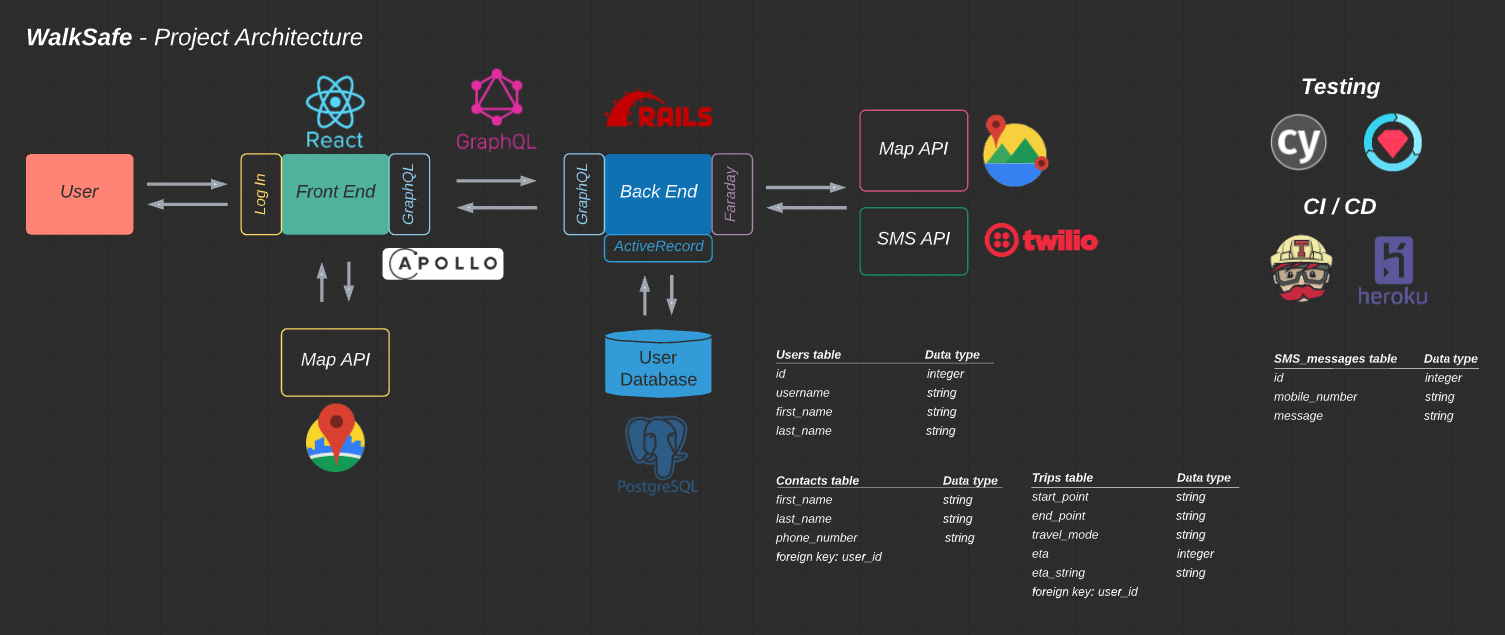 WalkSafe - Project Architecture
React
GraphQL
RAILS
User
Log In
Front End
GraphQL
APOLLO
GraphQL
Back End
Faraday
ActiveRecord
Map API
SMS API
twilio
Map API
User
Database
PostgreSQL
Testing
cy
CI / CD
T
heroku
Users table Data type
id integer
username string
first_name string
last_name string
Contacts table Data type
first_name string
last_name string
phone_number string
foreign key: user_id
Trips table Data type
start_point string
end_point string
travel_mode string
eta integer
eta_string string
foreign key: user_id
SMS_messages table Data type
id integer
mobile_number string
message string